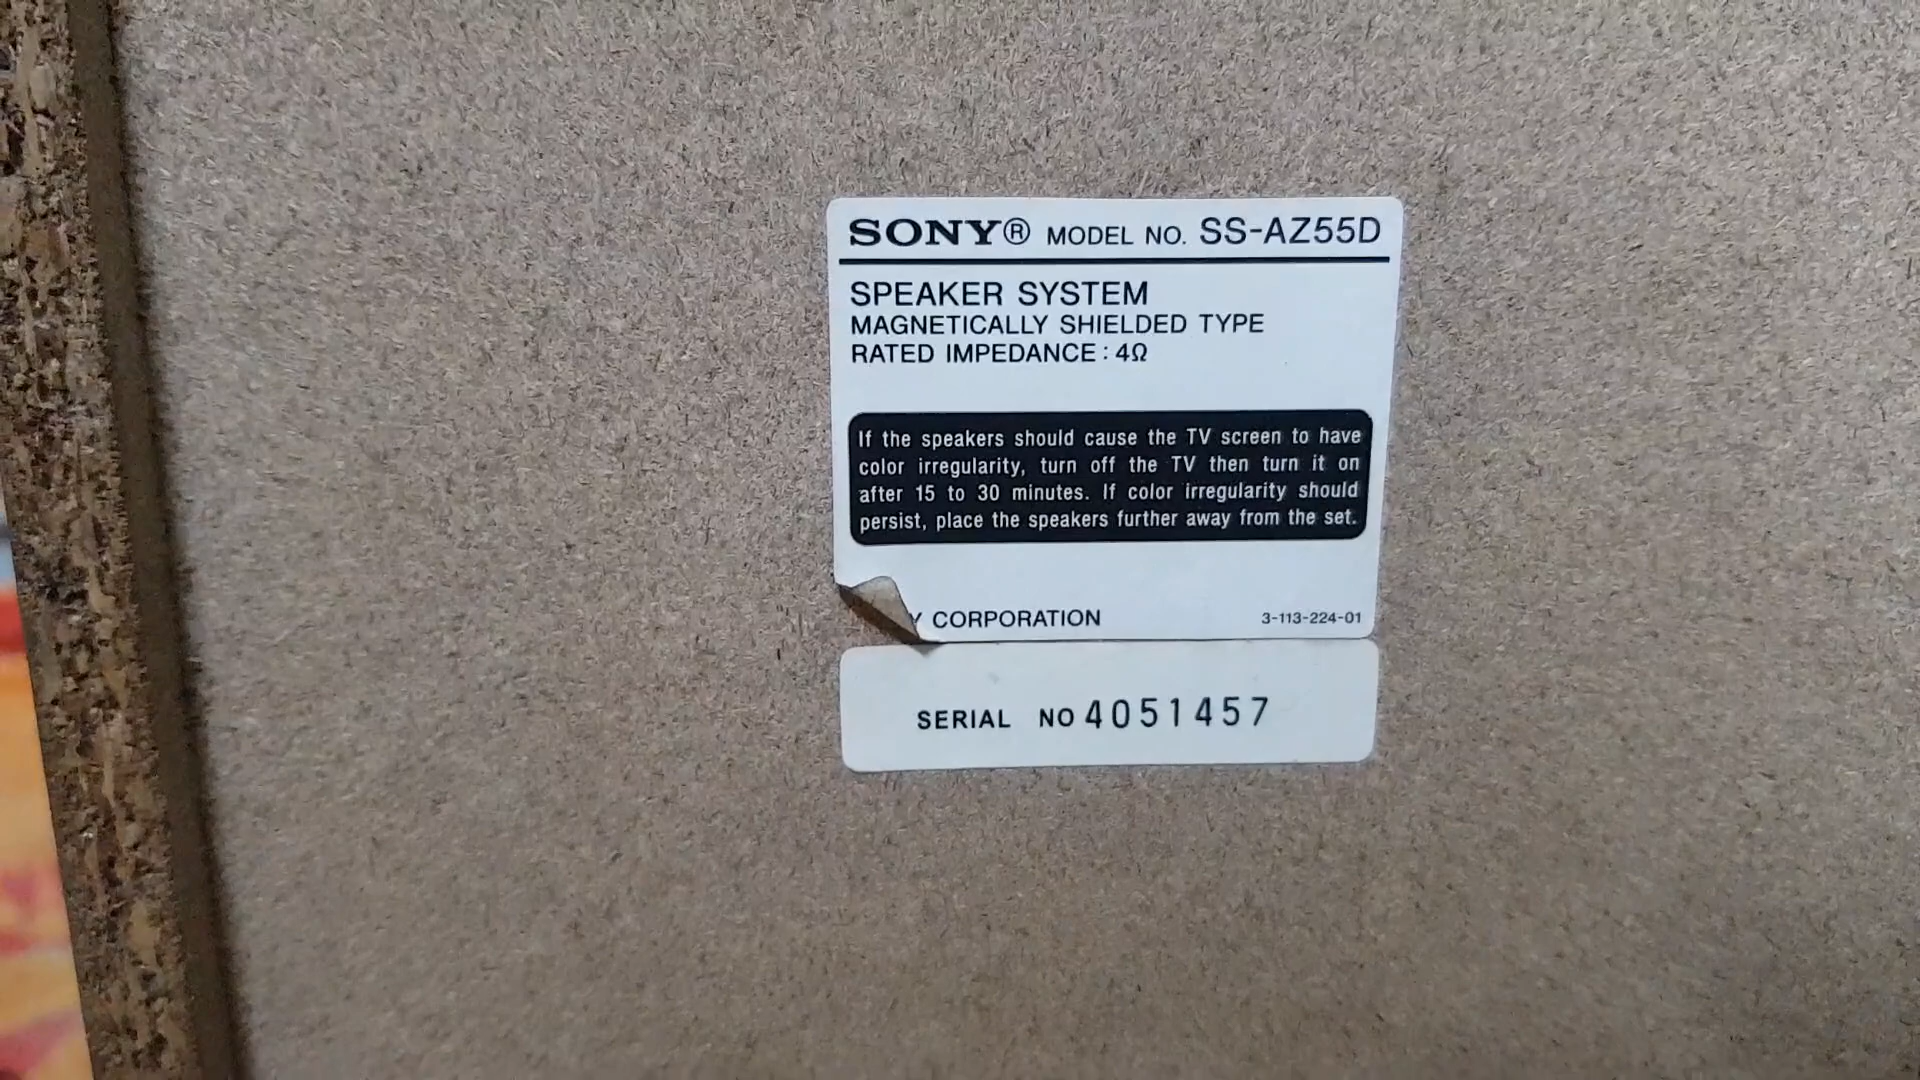 SONY® MODEL NO. SS-AZ55D
SPEAKER SYSTEM
MAGNETICALLY SHIELDED TYPE
RATED IMPEDANCE : 4Ω
If the speakers should cause the TV screen to have
color irregularity, turn off the TV then turn it on
after 15 to 30 minutes. If color irregularity should
persist, place the speakers further away from the set.
CORPORATION 3-113-224-01
SERIAL NO 4051457